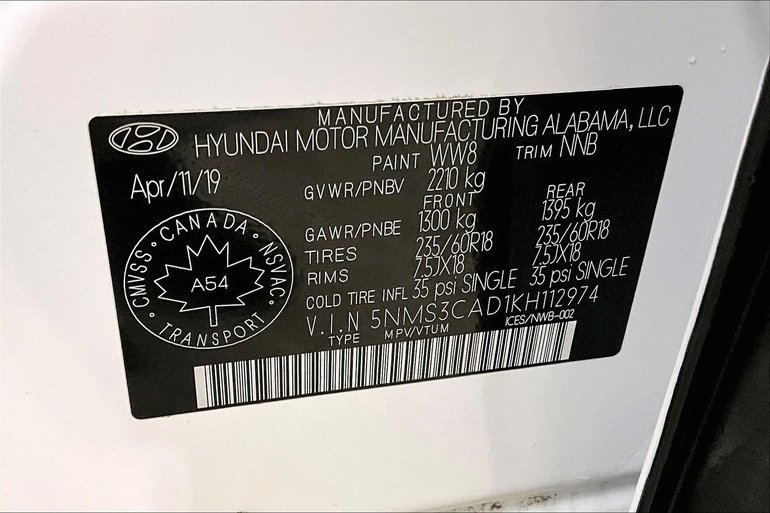 MANUFACTURED BY
HYUNDAI MOTOR MANUFACTURING ALABAMA, LLC
PAINT WW8 TRIM NNB
Apr/11/19
GVWR/PNBV 2210 kg
FRONT REAR
GAWR/PNBE 1300 kg 1395 kg
TIRES 235/60R18 235/60R18
RIMS 7.5JX18 7.5JX18
COLD TIRE INFL 35 psi SINGLE 35 psi SINGLE
V.I.N 5NMS3CAD1KH112974
TYPE MPV/VTUM ICES/NWB-002
CMVSS • CANADA • NSVAC • TRANSPORT
A54